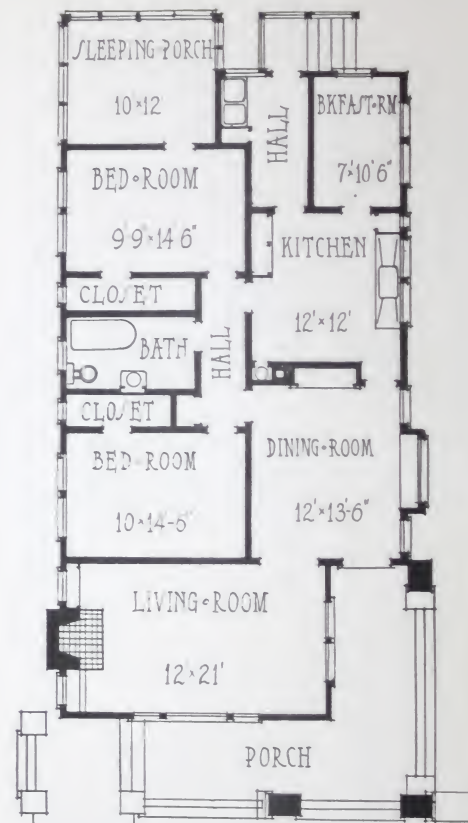 SLEEPING PORCH
10×12
HALL
BKFAST·RM
7'·10'6"
BED·ROOM
9'9"×14'6"
KITCHEN
12'×12'
CLOSET
BATH
HALL
CLOSET
BED·ROOM
10×14-6"
DINING·ROOM
12'×13'-6"
LIVING·ROOM
12'×21'
PORCH